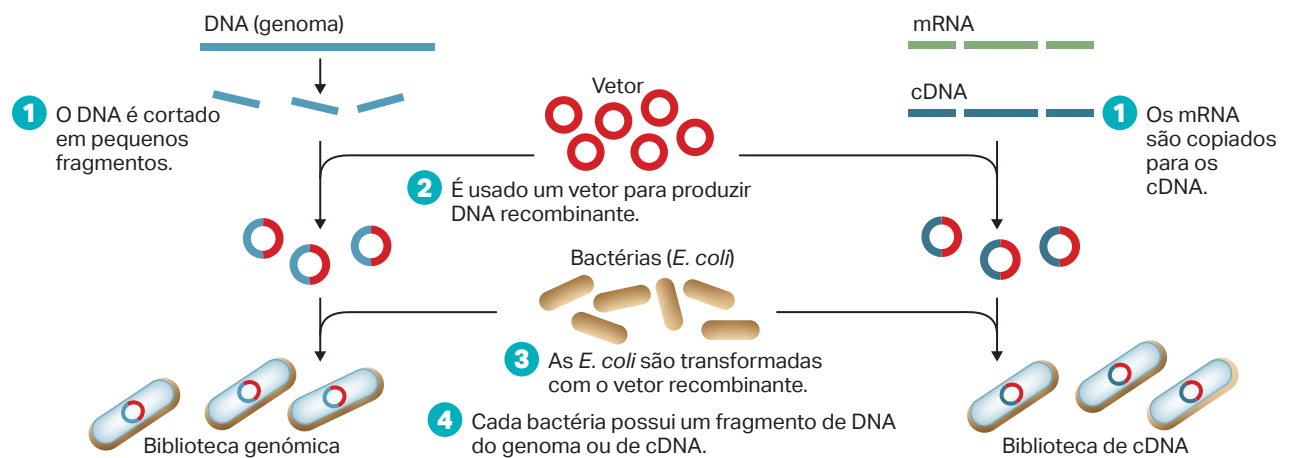 DNA (genoma)
1 O DNA é cortado
em pequenos
fragmentos.
Vetor
2 É usado um vetor para produzir
DNA recombinante.
mRNA
cDNA
1 Os mRNA
são copiados
para os
cDNA.
Bactérias (E. coli)
3 As E. coli são transformadas
com o vetor recombinante.
4 Cada bactéria possui um fragmento de DNA
do genoma ou de cDNA.
Biblioteca genómica
Biblioteca de cDNA